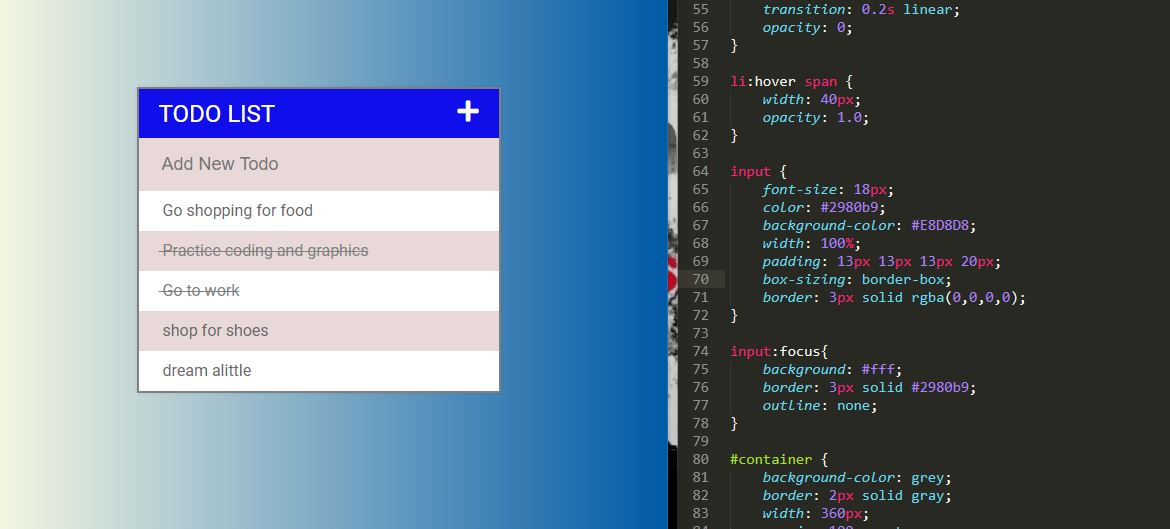 TODO LIST
Add New Todo
Go shopping for food
Practice coding and graphics
Go to work
shop for shoes
dream alittle
55 transition: 0.2s linear;
56 opacity: 0;
57 }
58
59 li:hover span {
60 width: 40px;
61 opacity: 1.0;
62 }
63
64 input {
65 font-size: 18px;
66 color: #2980b9;
67 background-color: #E8D8D8;
68 width: 100%;
69 padding: 13px 13px 13px 20px;
70 box-sizing: border-box;
71 border: 3px solid rgba(0,0,0,0);
72 }
73
74 input:focus{
75 background: #fff;
76 border: 3px solid #2980b9;
77 outline: none;
78 }
79
80 #container {
81 background-color: grey;
82 border: 2px solid gray;
83 width: 360px;